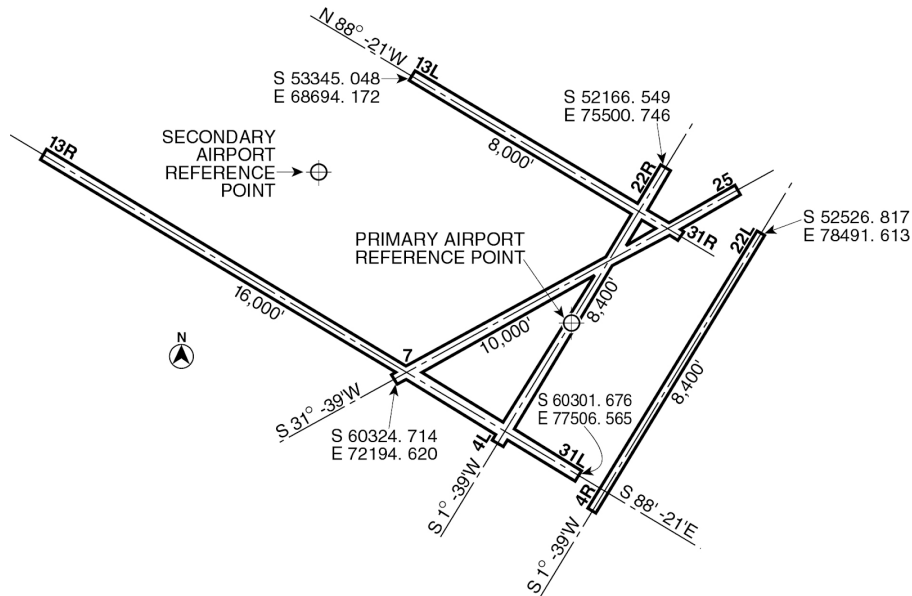 N 88° -21'W
13L
S 53345. 048
E 68694. 172
S 52166. 549
E 75500. 746
SECONDARY
AIRPORT
REFERENCE
POINT
13R
8,000'
22R
25
S 52526. 817
E 78491. 613
31R
22L
PRIMARY AIRPORT
REFERENCE POINT
16,000'
8,400'
10,000'
N
7
8,400'
S 31° -39'W
S 60301. 676
E 77506. 565
S 60324. 714
E 72194. 620
4L
31L
4R
S 88' -21'E
S 1° -39'W
S 1° -39'W